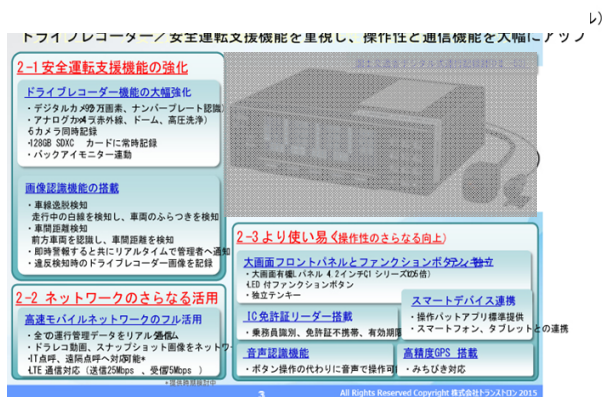 ル）
ドライブレコーダー／安全運転支援機能を重視し、操作性と通信機能を大幅にアップ
2-1安全運転支援機能の強化
ドライブレコーダー機能の大幅強化
・デジタルカメラ 万画素、ナンバープレート認識）
・アナログカメラ 赤外線、ドーム、高圧洗浄）
カメラ同時記録
・128GB SDXC カードに常時記録
・バックアイモニター連動
画像認識機能の搭載
・車線逸脱検知
走行中の白線を検知し、車両のふらつきを検知
・車間距離検知
前方車両を認識し、車間距離を検知
・即時警報すると共にリアルタイムで管理者へ通知
・違反検知時のドライブレコーダー画像を記録
2-2 ネットワークのさらなる活用
高速モバイルネットワークのフル活用
・全ての運行管理データをリアル
・ドラレコ動画、スナップショット画像をネットワ
・IT点呼、遠隔点呼へ対応可能*
・LTE 通信対応（送信25Mbps 、受信 5Mbps ）
2-3より使い易く操作性のさらなる向上）
大画面フロントパネルとファンクションボタン 独立
・大画面有機ELパネル 4.2インチ(G1 シリーズ 倍）
・LED 付ファンクションボタン
・独立テンキー
IC免許証リーダー搭載
・乗務員識別、免許証不携帯、有効期限
スマートデバイス連携
・操作バットアプリ標準提供
・スマートフォン、タブレットとの連携
音声認識機能
・ボタン操作の代わりに音声で操作可
高精度GPS 搭載
・みちびき対応
3
All Rights Reserved Copyright 株式会社トランストロン 2015